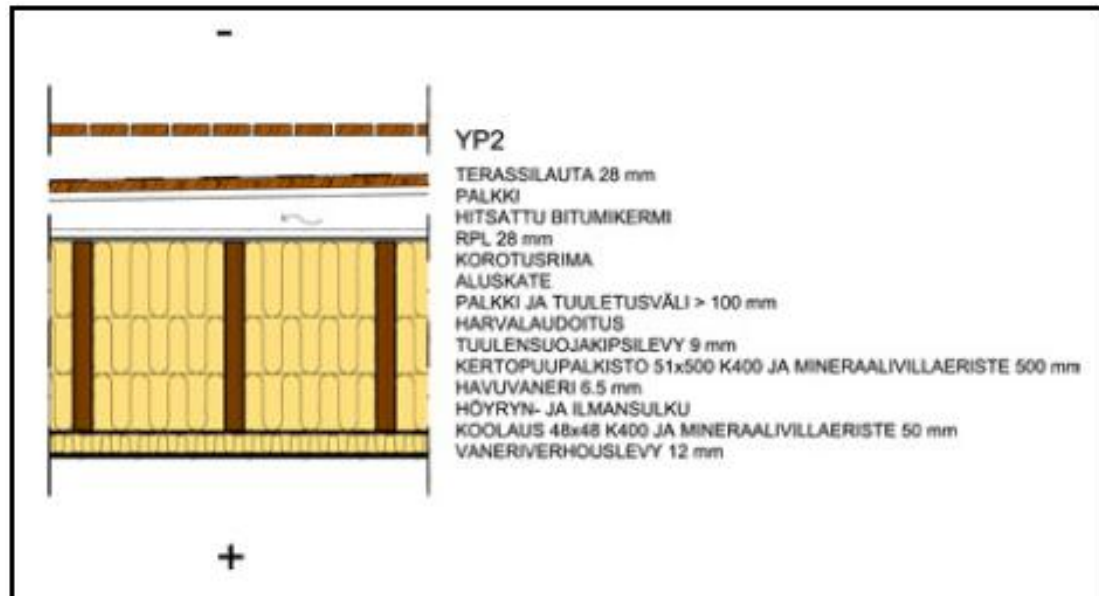 -
YP2
TERASSILAUTA 28 mm
PALKKI
HITSATTU BITUMIKERMI
RPL 28 mm
KOROTUSRIMA
ALUSKATE
PALKKI JA TUULETUSVÄLI > 100 mm
HARVALAUDOITUS
TUULENSUOJAKIPSILEVY 9 mm
KERTOPUUPALKISTO 51x500 K400 JA MINERAALIVILLAERISTE 500 mm
HAVUVANERI 6.5 mm
HÖYRYN- JA ILMANSULKU
KOOLAUS 48x48 K400 JA MINERAALIVILLAERISTE 50 mm
VANERIVERHOUSLEVY 12 mm
+